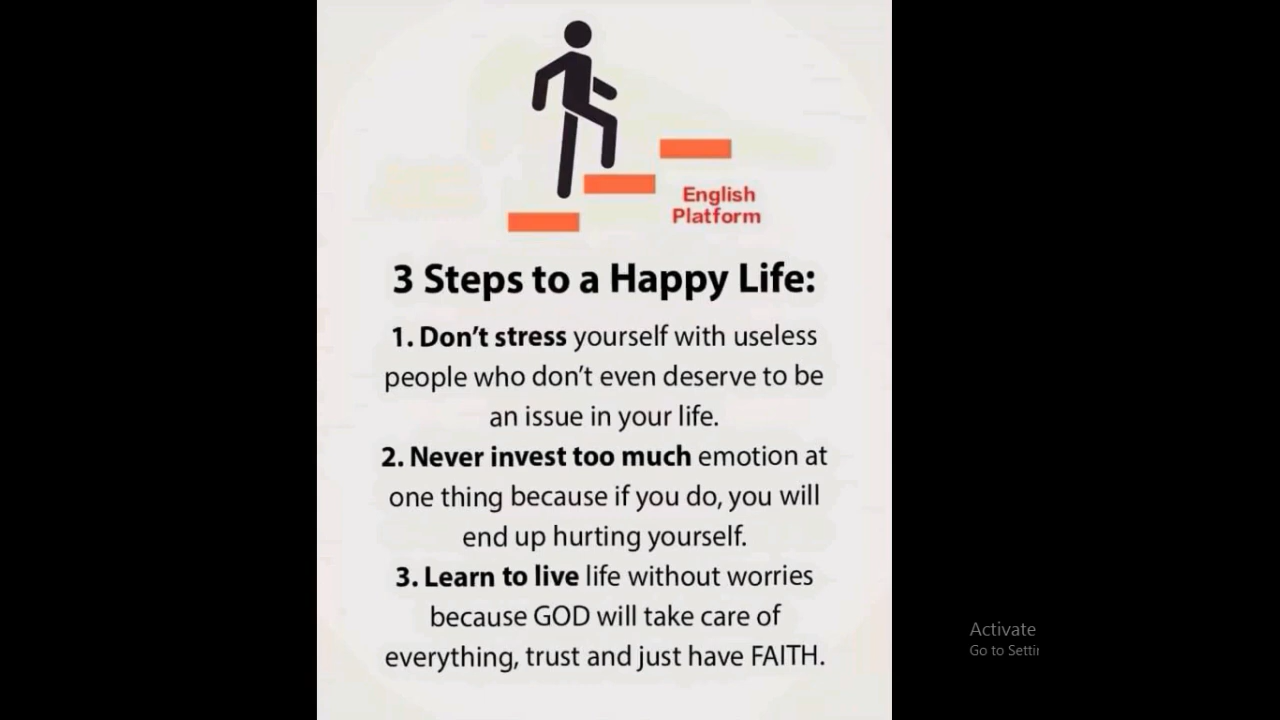 English
Platform
3 Steps to a Happy Life:
1. Don’t stress yourself with useless
people who don’t even deserve to be
an issue in your life.
2. Never invest too much emotion at
one thing because if you do, you will
end up hurting yourself.
3. Learn to live life without worries
because GOD will take care of
everything, trust and just have FAITH.
Activate
Go to Settin